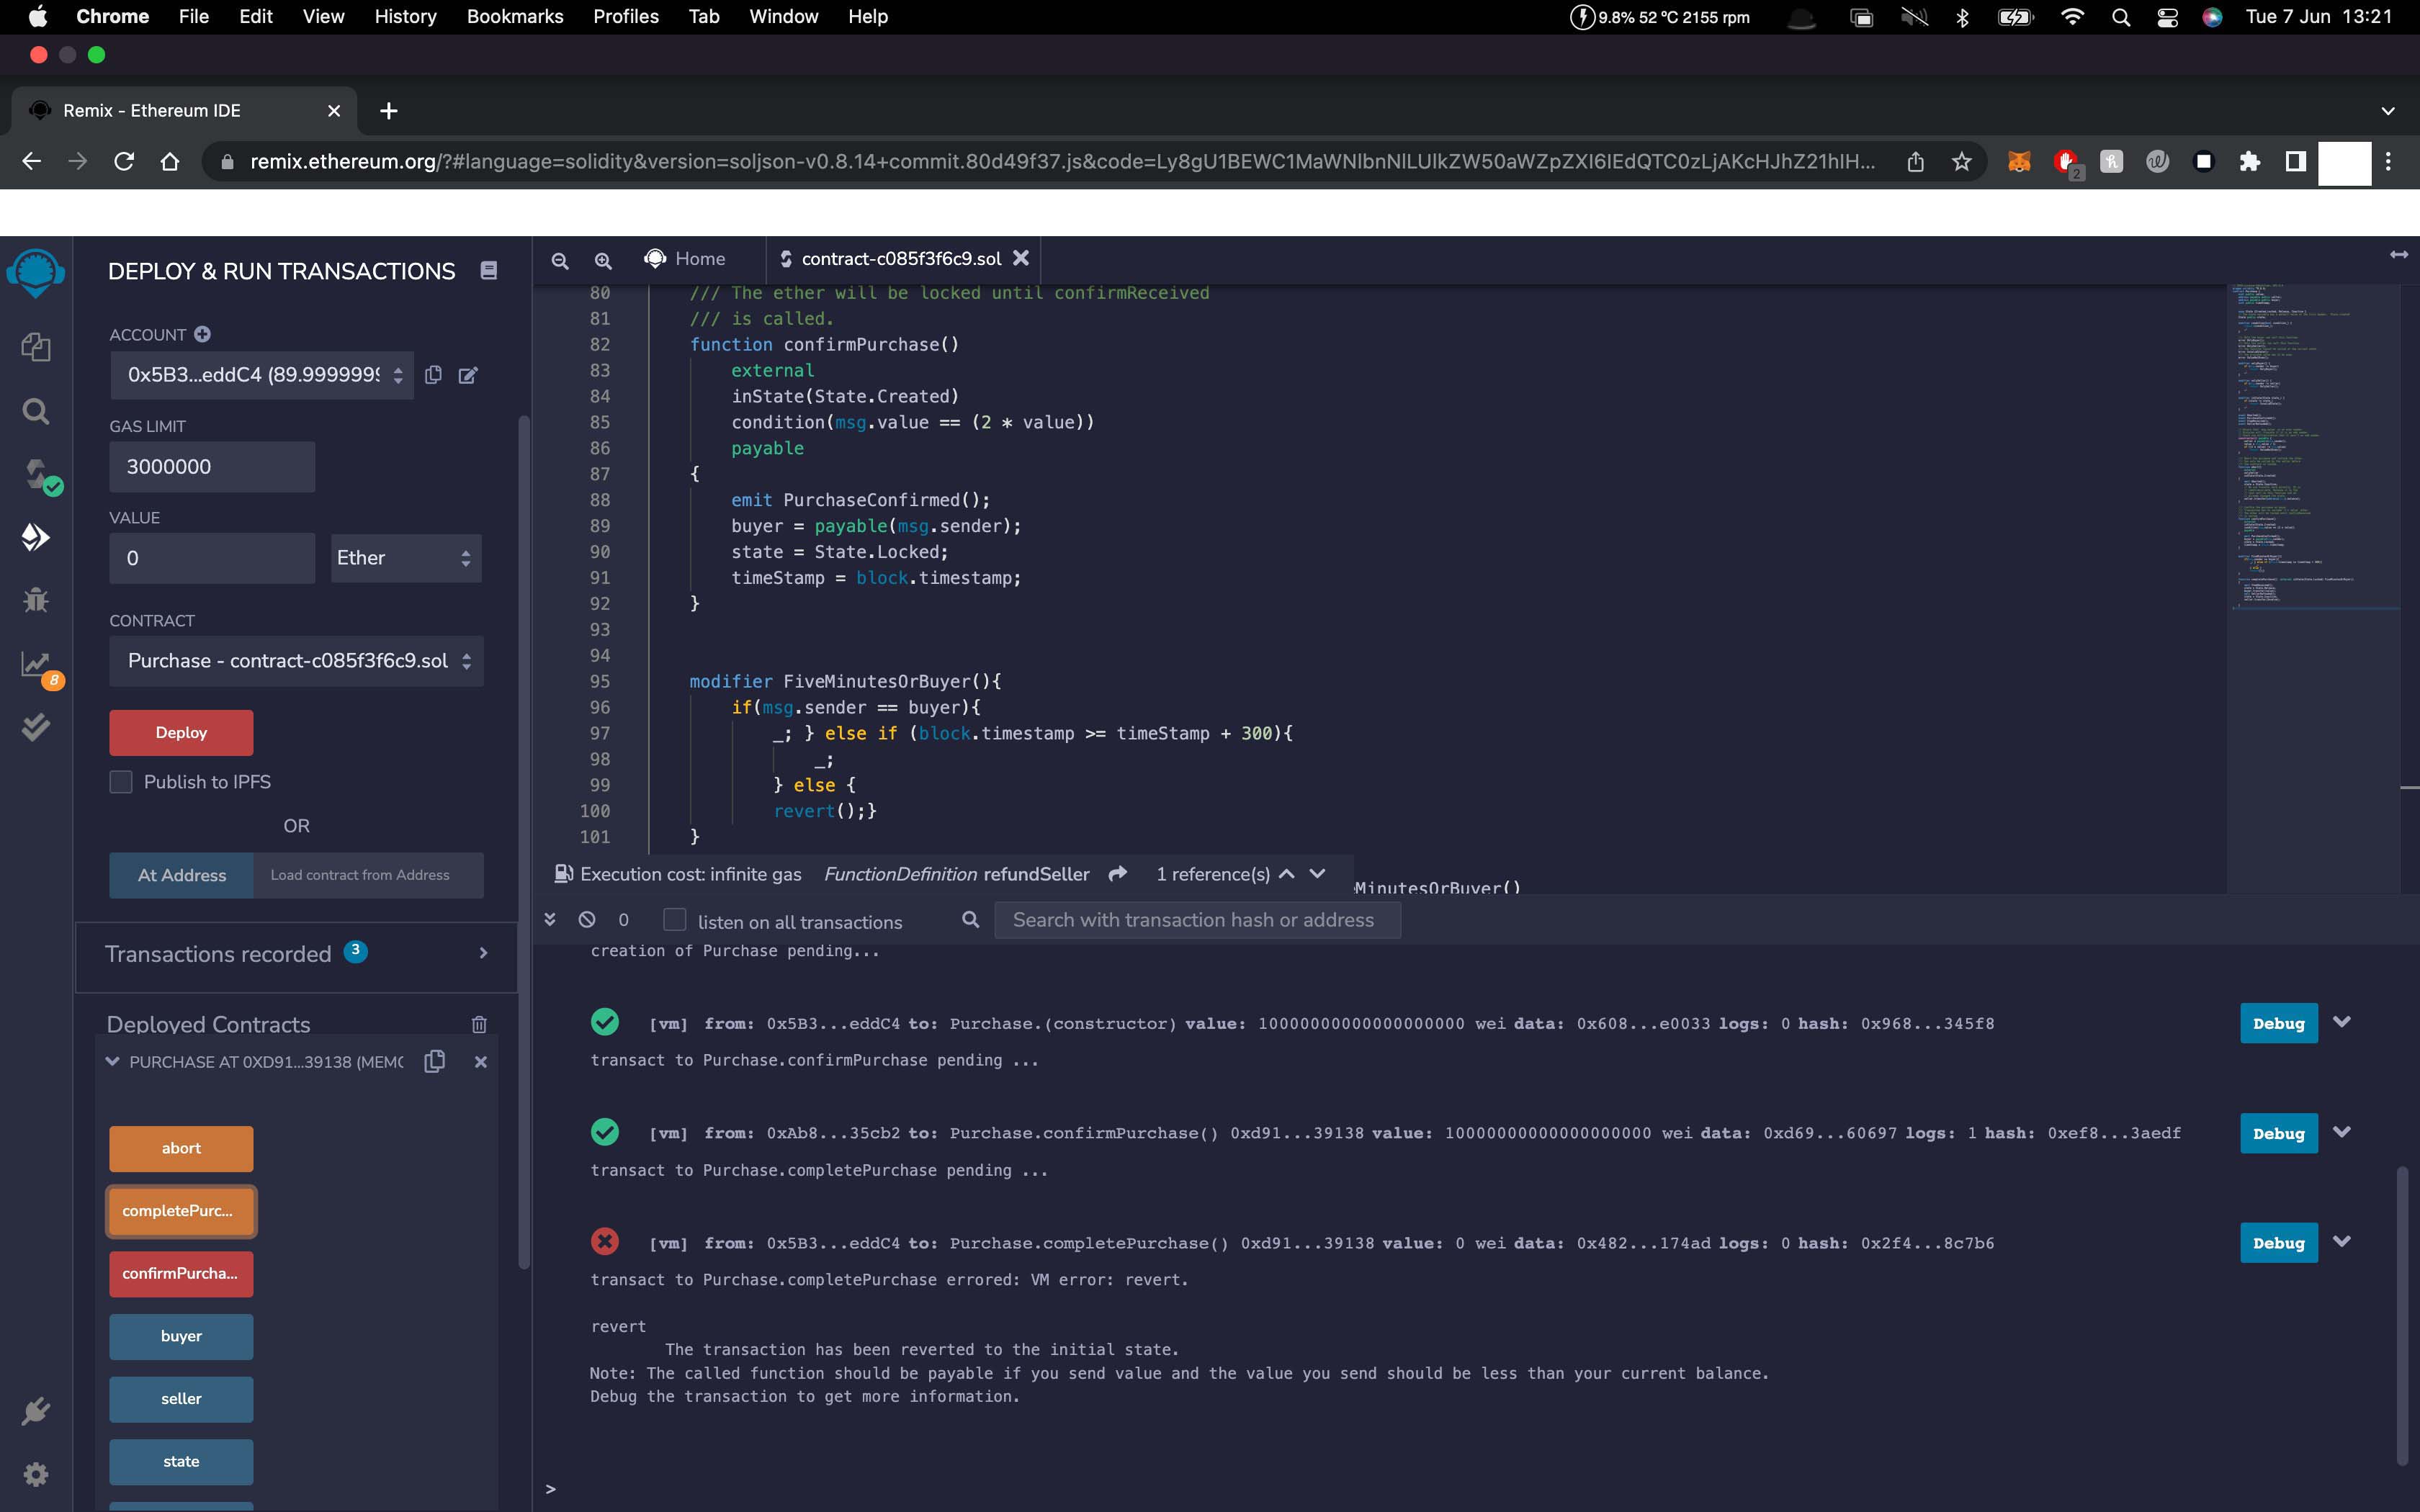 Chrome File Edit View History Bookmarks Profiles Tab Window Help 9.8% 52 °C 2155 rpm Tue 7 Jun 13:21
Remix - Ethereum IDE
remix.ethereum.org/?#language=solidity&version=soljson-v0.8.14+commit.80d49f37.js&code=Ly8gU1BEWC1MaWNlbnNlLUlkZW50aWZpZXI6IEdQTC0zLjAKcHJhZ21hIH...
2
DEPLOY & RUN TRANSACTIONS
ACCOUNT
0x5B3...eddC4 (89.9999999
GAS LIMIT
3000000
VALUE
0
Ether
CONTRACT
Purchase - contract-c085f3f6c9.sol
8
Deploy
Publish to IPFS
OR
At Address Load contract from Address
Transactions recorded 3
Deployed Contracts
PURCHASE AT 0XD91...39138 (MEMO
abort
completePurc...
confirmPurcha...
buyer
seller
state
Home contract-c085f3f6c9.sol
80 /// The ether will be locked until confirmReceived
81 /// is called.
82 function confirmPurchase()
83 external
84 inState(State.Created)
85 condition(msg.value == (2 * value))
86 payable
87 {
88 emit PurchaseConfirmed();
89 buyer = payable(msg.sender);
90 state = State.Locked;
91 timeStamp = block.timestamp;
92 }
93
94
95 modifier FiveMinutesOrBuyer(){
96 if(msg.sender == buyer){
97 _; } else if (block.timestamp >= timeStamp + 300){
98 _;
99 } else {
100 revert();}
101 }
Execution cost: infinite gas FunctionDefinition refundSeller 1 reference(s)
eMinutesOrBuyer()
0 listen on all transactions Search with transaction hash or address
creation of Purchase pending...
[vm] from: 0x5B3...eddC4 to: Purchase.(constructor) value: 10000000000000000000 wei data: 0x608...e0033 logs: 0 hash: 0x968...345f8
Debug
transact to Purchase.confirmPurchase pending ...
[vm] from: 0xAb8...35cb2 to: Purchase.confirmPurchase() 0xd91...39138 value: 10000000000000000000 wei data: 0xd69...60697 logs: 1 hash: 0xef8...3aedf
Debug
transact to Purchase.completePurchase pending ...
[vm] from: 0x5B3...eddC4 to: Purchase.completePurchase() 0xd91...39138 value: 0 wei data: 0x482...174ad logs: 0 hash: 0x2f4...8c7b6
Debug
transact to Purchase.completePurchase errored: VM error: revert.
revert
The transaction has been reverted to the initial state.
Note: The called function should be payable if you send value and the value you send should be less than your current balance.
Debug the transaction to get more information.
>